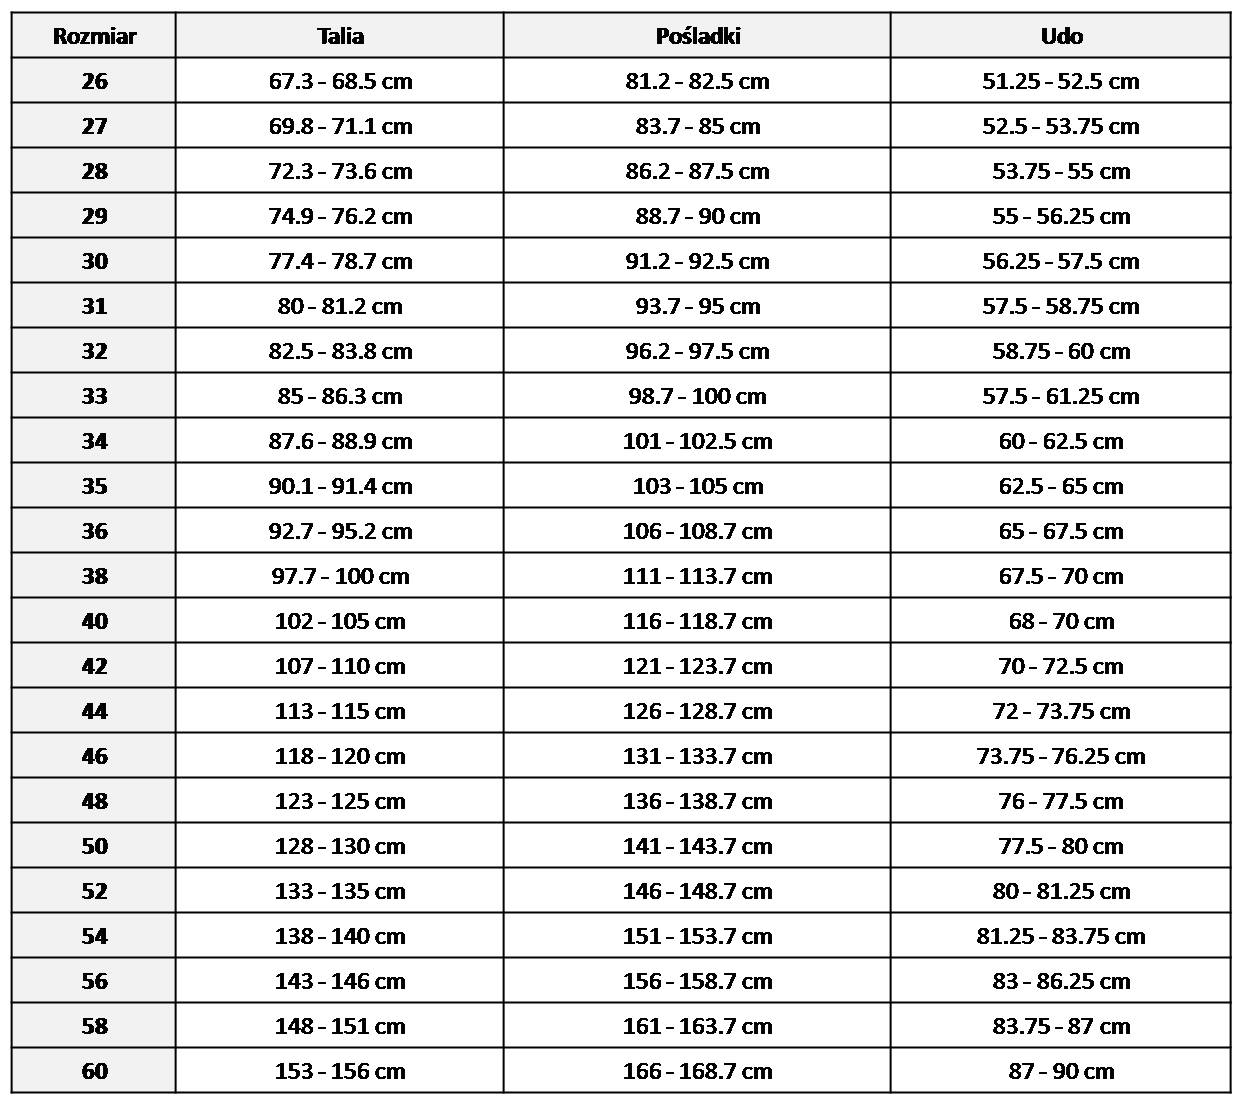 Rozmiar Talia Pośladki Udo
26 67.3 - 68.5 cm 81.2 - 82.5 cm 51.25 - 52.5 cm
27 69.8 - 71.1 cm 83.7 - 85 cm 52.5 - 53.75 cm
28 72.3 - 73.6 cm 86.2 - 87.5 cm 53.75 - 55 cm
29 74.9 - 76.2 cm 88.7 - 90 cm 55 - 56.25 cm
30 77.4 - 78.7 cm 91.2 - 92.5 cm 56.25 - 57.5 cm
31 80 - 81.2 cm 93.7 - 95 cm 57.5 - 58.75 cm
32 82.5 - 83.8 cm 96.2 - 97.5 cm 58.75 - 60 cm
33 85 - 86.3 cm 98.7 - 100 cm 57.5 - 61.25 cm
34 87.6 - 88.9 cm 101 - 102.5 cm 60 - 62.5 cm
35 90.1 - 91.4 cm 103 - 105 cm 62.5 - 65 cm
36 92.7 - 95.2 cm 106 - 108.7 cm 65 - 67.5 cm
38 97.7 - 100 cm 111 - 113.7 cm 67.5 - 70 cm
40 102 - 105 cm 116 - 118.7 cm 68 - 70 cm
42 107 - 110 cm 121 - 123.7 cm 70 - 72.5 cm
44 113 - 115 cm 126 - 128.7 cm 72 - 73.75 cm
46 118 - 120 cm 131 - 133.7 cm 73.75 - 76.25 cm
48 123 - 125 cm 136 - 138.7 cm 76 - 77.5 cm
50 128 - 130 cm 141 - 143.7 cm 77.5 - 80 cm
52 133 - 135 cm 146 - 148.7 cm 80 - 81.25 cm
54 138 - 140 cm 151 - 153.7 cm 81.25 - 83.75 cm
56 143 - 146 cm 156 - 158.7 cm 83 - 86.25 cm
58 148 - 151 cm 161 - 163.7 cm 83.75 - 87 cm
60 153 - 156 cm 166 - 168.7 cm 87 - 90 cm